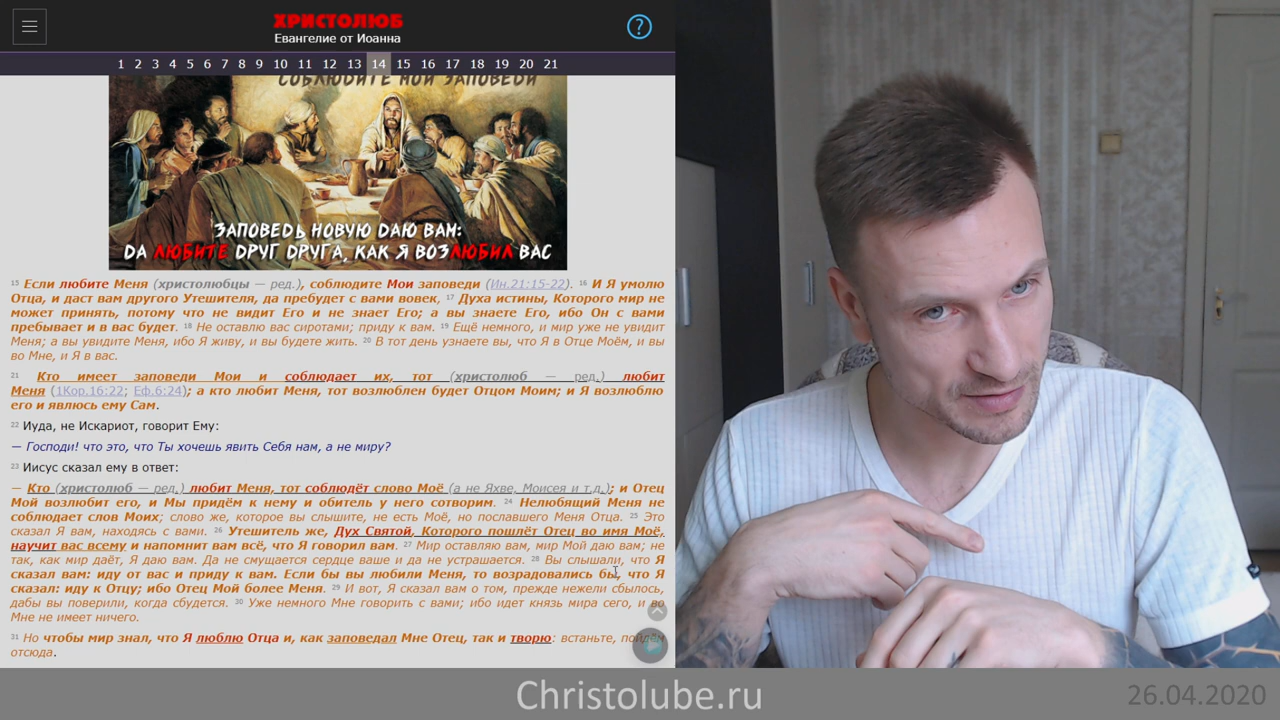 ХРИСТОЛЮБ
Евангелие от Иоанна
?
1 2 3 4 5 6 7 8 9 10 11 12 13 14 15 16 17 18 19 20 21
СОБЛЮДИТЕ МОИ ЗАПОВЕДИ
ЗАПОВЕДЬ НОВУЮ ДАЮ ВАМ:
ДА ЛЮБИТЕ ДРУГ ДРУГА, КАК Я ВОЗЛЮБИЛ ВАС
15 Если любите Меня (христолюбцы — ред.), соблюдите Мои заповеди (Ин.21:15-22). 16 И Я умолю
Отца, и даст вам другого Утешителя, да пребудет с вами вовек, 17 Духа истины, Которого мир не
может принять, потому что не видит Его и не знает Его; а вы знаете Его, ибо Он с вами
пребывает и в вас будет. 18 Не оставлю вас сиротами; приду к вам. 19 Ещё немного, и мир уже не увидит
Меня; а вы увидите Меня, ибо Я живу, и вы будете жить. 20 В тот день узнаете вы, что Я в Отце Моём, и вы
во Мне, и Я в вас.
21 Кто имеет заповеди Мои и соблюдает их, тот (христолюб — ред.) любит
Меня (1Кор.16:22; Еф.6:24); а кто любит Меня, тот возлюблен будет Отцом Моим; и Я возлюблю
его и явлюсь ему Сам.
22 Иуда, не Искариот, говорит Ему:
— Господи! что это, что Ты хочешь явить Себя нам, а не миру?
23 Иисус сказал ему в ответ:
— Кто (христолюб — ред.) любит Меня, тот соблюдёт слово Моё (а не Яхве, Моисея и т.д.); и Отец
Мой возлюбит его, и Мы придём к нему и обитель у него сотворим. 24 Нелюбящий Меня не
соблюдает слов Моих; слово же, которое вы слышите, не есть Моё, но пославшего Меня Отца. 25 Это
сказал Я вам, находясь с вами. 26 Утешитель же, Дух Святой, Которого пошлёт Отец во имя Моё,
научит вас всему и напомнит вам всё, что Я говорил вам. 27 Мир оставляю вам, мир Мой даю вам; не
так, как мир даёт, Я даю вам. Да не смущается сердце ваше и да не устрашается. 28 Вы слышали, что Я
сказал вам: иду от вас и приду к вам. Если бы вы любили Меня, то возрадовались бы, что Я
сказал: иду к Отцу; ибо Отец Мой более Меня. 29 И вот, Я сказал вам о том, прежде нежели сбылось,
дабы вы поверили, когда сбудется. 30 Уже немного Мне говорить с вами; ибо идет князь мира сего, и во
Мне не имеет ничего.
31 Но чтобы мир знал, что Я люблю Отца и, как заповедал Мне Отец, так и творю: встаньте, пойдём
отсюда.
Christolube.ru
26.04.2020